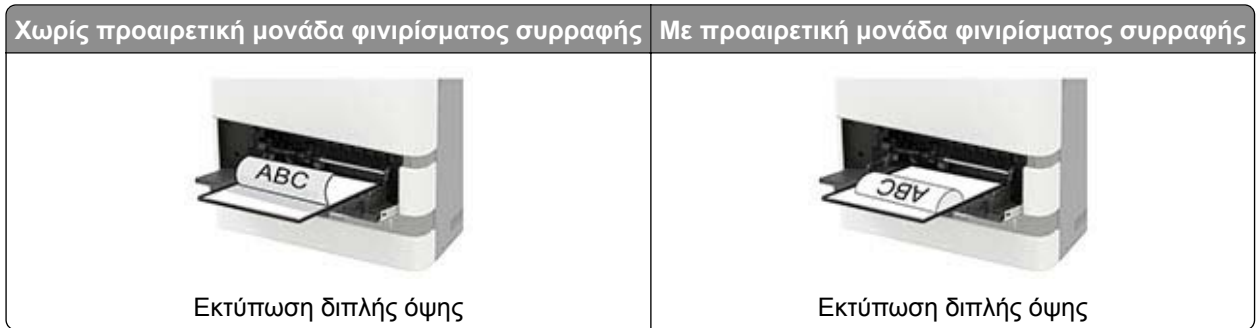 Χωρίς προαιρετική μονάδα φινιρίσματος συρραφής
Με προαιρετική μονάδα φινιρίσματος συρραφής
ABC
ABC
Εκτύπωση διπλής όψης
Εκτύπωση διπλής όψης